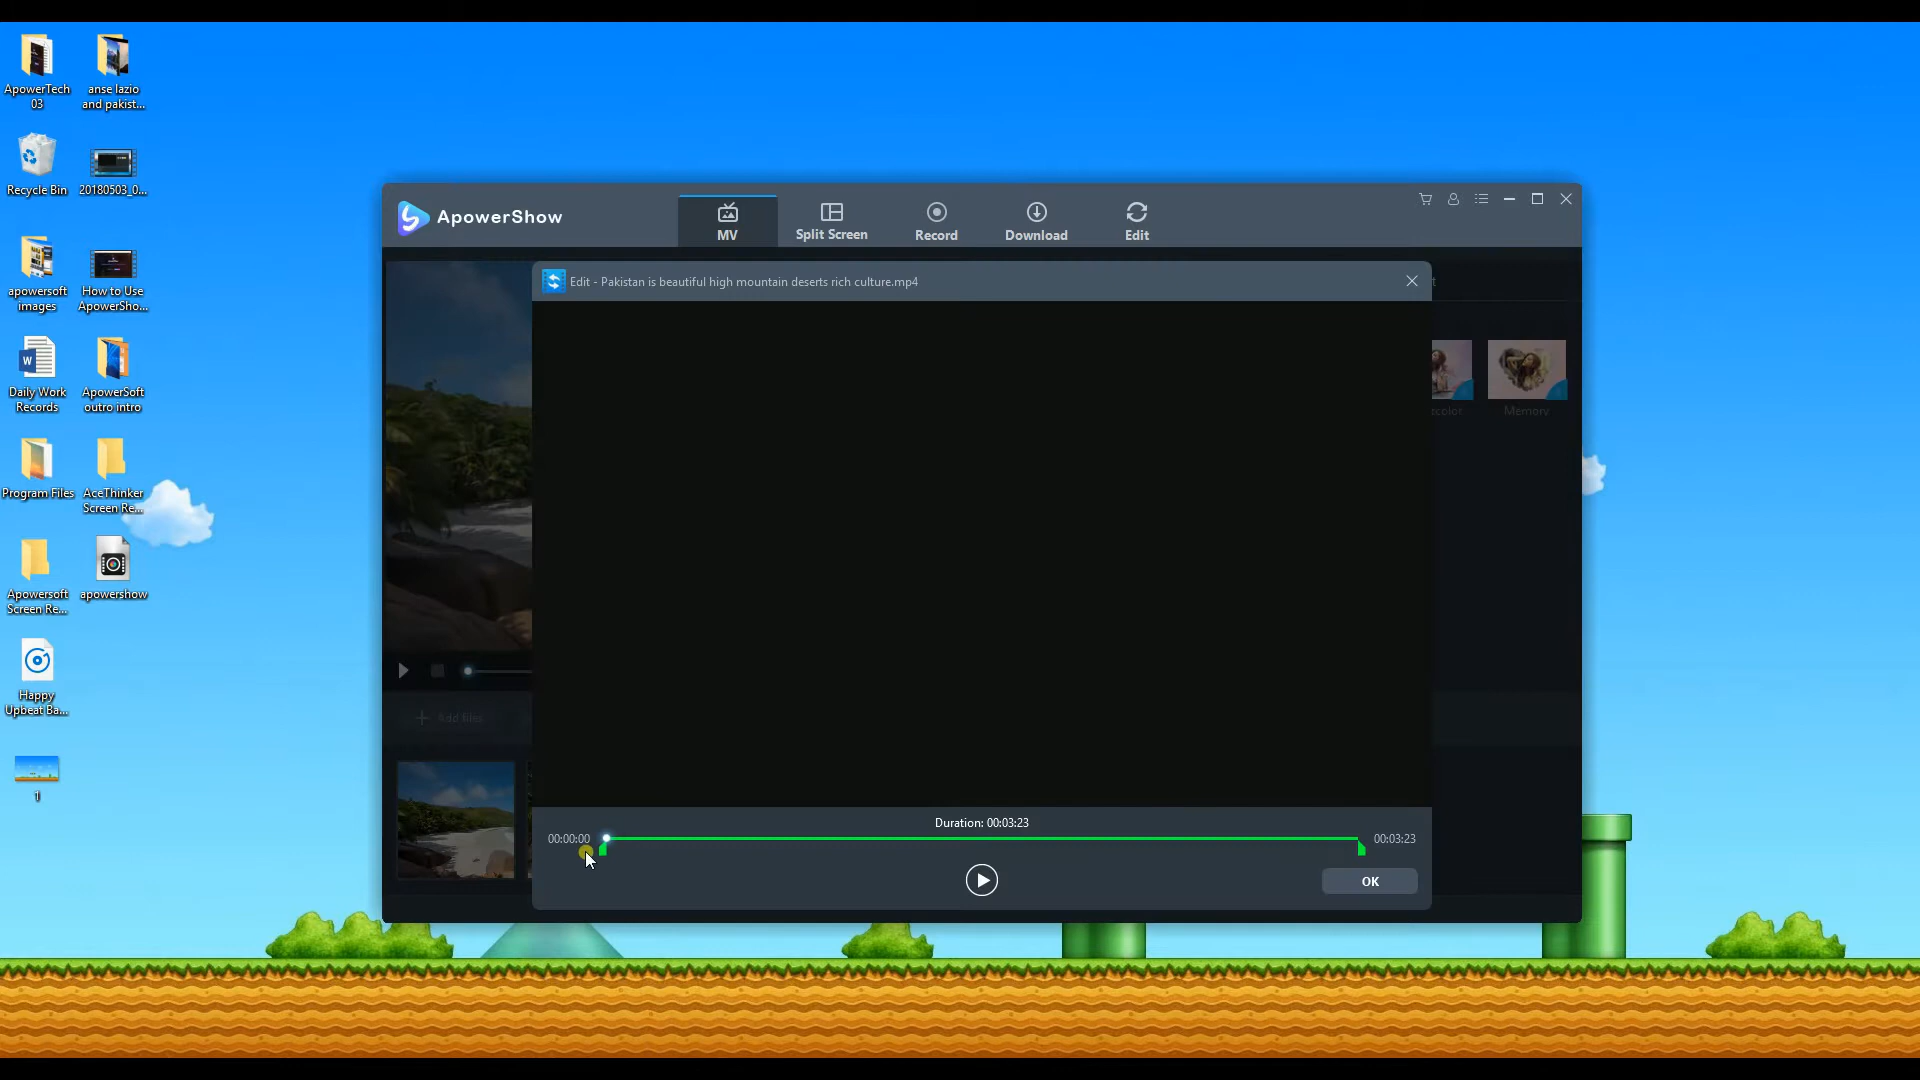 ApowerTech
03
anse lazio
and pakist...
Recycle Bin
20180503_0...
apowersoft
images
How to Use
ApowerSho...
Daily Work
Records
ApowerSoft
outro intro
Program Files
AceThinker
Screen Re...
Apowersoft
Screen Re...
apowershow
Happy
Upbeat Ba...
1
ApowerShow
MV
Split Screen
Record
Download
Edit
Edit - Pakistan is beautiful high mountain deserts rich culture.mp4
Memory
Add files
Duration: 00:03:23
00:00:00
00:03:23
OK